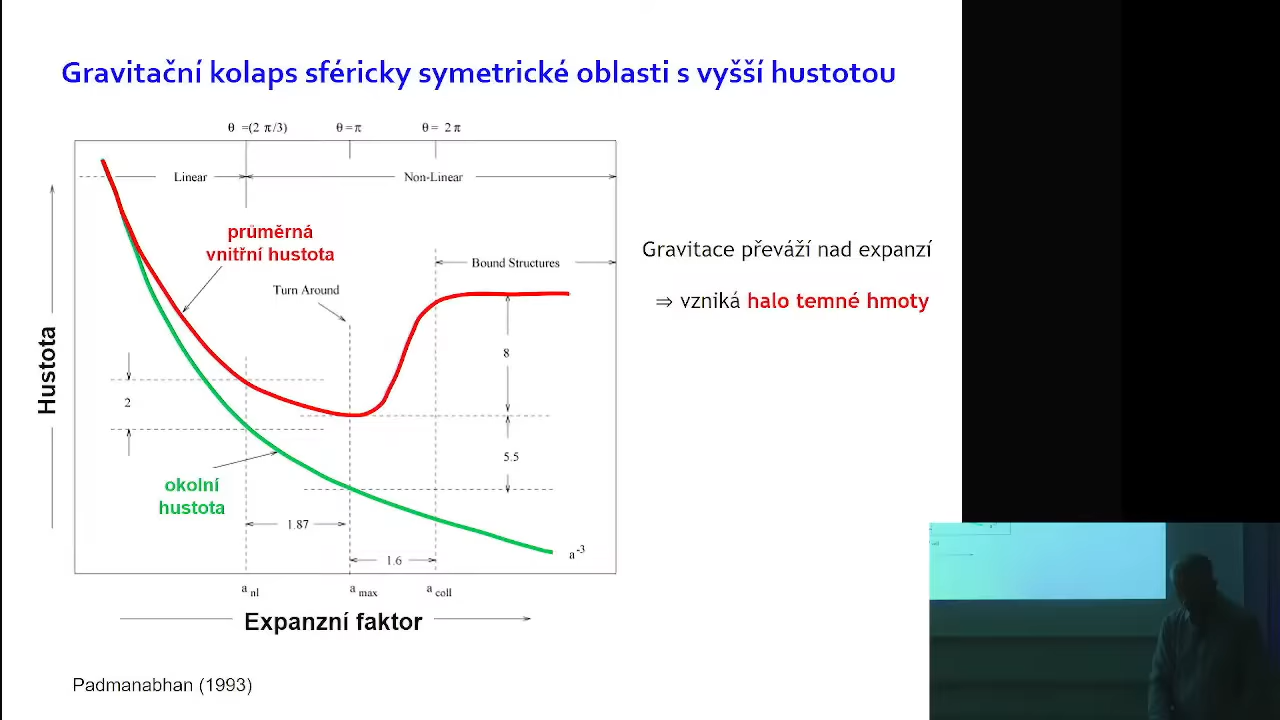 Gravitační kolaps sféricky symetrické oblasti s vyšší hustotou
θ =(2 π/3)
θ = π
θ = 2 π
Linear
Non-Linear
průměrná
vnitřní hustota
Turn Around
Bound Structures
Hustota
2
8
5.5
okolní
hustota
1.87
1.6
a⁻³
a nl
a max
a coll
Expanzní faktor
Gravitace převáží nad expanzí
⇒ vzniká halo temné hmoty
Padmanabhan (1993)